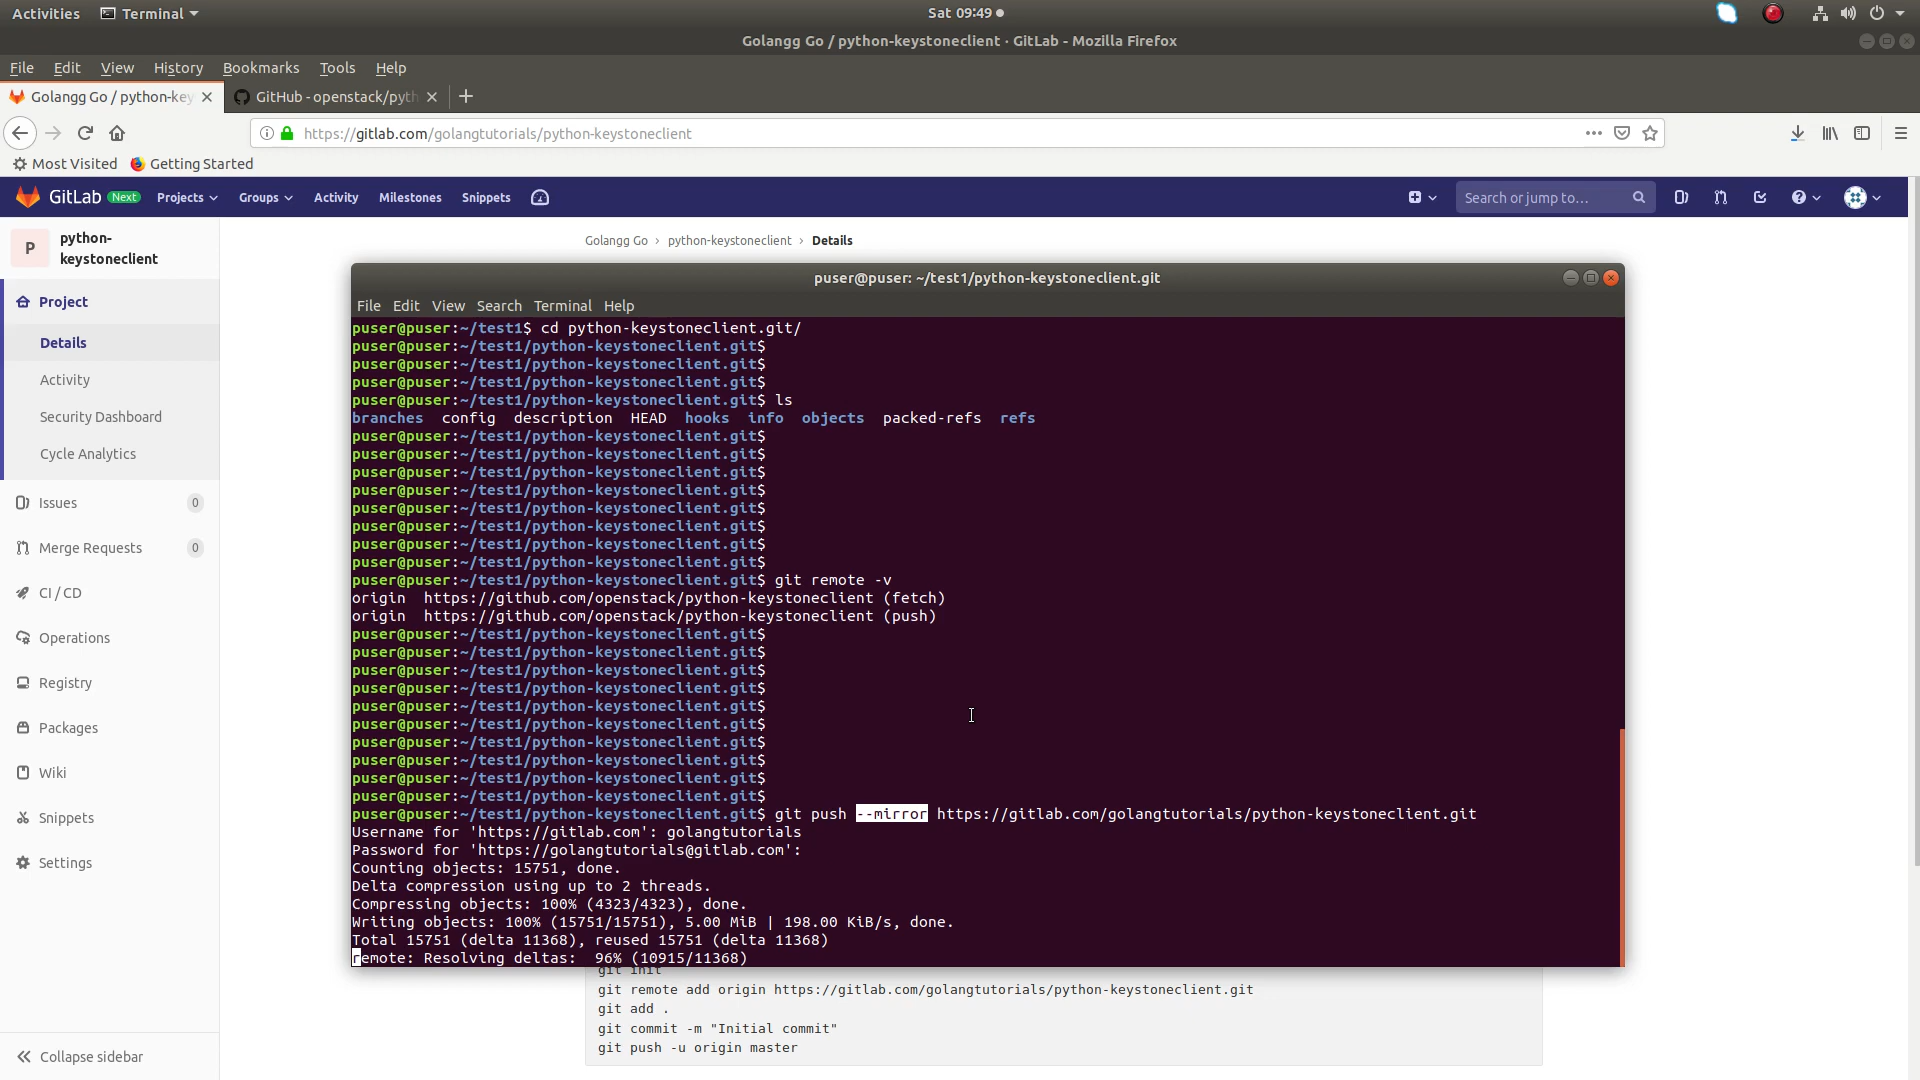 Activities Terminal Sat 09:49
Golangg Go / python-keystoneclient · GitLab - Mozilla Firefox
File Edit View History Bookmarks Tools Help
Golangg Go / python-key GitHub - openstack/pyth
https://gitlab.com/golangtutorials/python-keystoneclient
Most Visited Getting Started
GitLab Next Projects Groups Activity Milestones Snippets Search or jump to…
P python-keystoneclient
Golangg Go › python-keystoneclient › Details
Project
Details
Activity
Security Dashboard
Cycle Analytics
Issues 0
Merge Requests 0
CI / CD
Operations
Registry
Packages
Wiki
Snippets
Settings
Collapse sidebar
puser@puser: ~/test1/python-keystoneclient.git
File Edit View Search Terminal Help
puser@puser:~/test1$ cd python-keystoneclient.git/
puser@puser:~/test1/python-keystoneclient.git$
puser@puser:~/test1/python-keystoneclient.git$
puser@puser:~/test1/python-keystoneclient.git$
puser@puser:~/test1/python-keystoneclient.git$ ls
branches config description HEAD hooks info objects packed-refs refs
puser@puser:~/test1/python-keystoneclient.git$
puser@puser:~/test1/python-keystoneclient.git$
puser@puser:~/test1/python-keystoneclient.git$
puser@puser:~/test1/python-keystoneclient.git$
puser@puser:~/test1/python-keystoneclient.git$
puser@puser:~/test1/python-keystoneclient.git$
puser@puser:~/test1/python-keystoneclient.git$
puser@puser:~/test1/python-keystoneclient.git$
puser@puser:~/test1/python-keystoneclient.git$ git remote -v
origin https://github.com/openstack/python-keystoneclient (fetch)
origin https://github.com/openstack/python-keystoneclient (push)
puser@puser:~/test1/python-keystoneclient.git$
puser@puser:~/test1/python-keystoneclient.git$
puser@puser:~/test1/python-keystoneclient.git$
puser@puser:~/test1/python-keystoneclient.git$
puser@puser:~/test1/python-keystoneclient.git$
puser@puser:~/test1/python-keystoneclient.git$
puser@puser:~/test1/python-keystoneclient.git$
puser@puser:~/test1/python-keystoneclient.git$
puser@puser:~/test1/python-keystoneclient.git$
puser@puser:~/test1/python-keystoneclient.git$
puser@puser:~/test1/python-keystoneclient.git$ git push --mirror https://gitlab.com/golangtutorials/python-keystoneclient.git
Username for 'https://gitlab.com': golangtutorials
Password for 'https://golangtutorials@gitlab.com':
Counting objects: 15751, done.
Delta compression using up to 2 threads.
Compressing objects: 100% (4323/4323), done.
Writing objects: 100% (15751/15751), 5.00 MiB | 198.00 KiB/s, done.
Total 15751 (delta 11368), reused 15751 (delta 11368)
remote: Resolving deltas: 96% (10915/11368)
git init
git remote add origin https://gitlab.com/golangtutorials/python-keystoneclient.git
git add .
git commit -m "Initial commit"
git push -u origin master